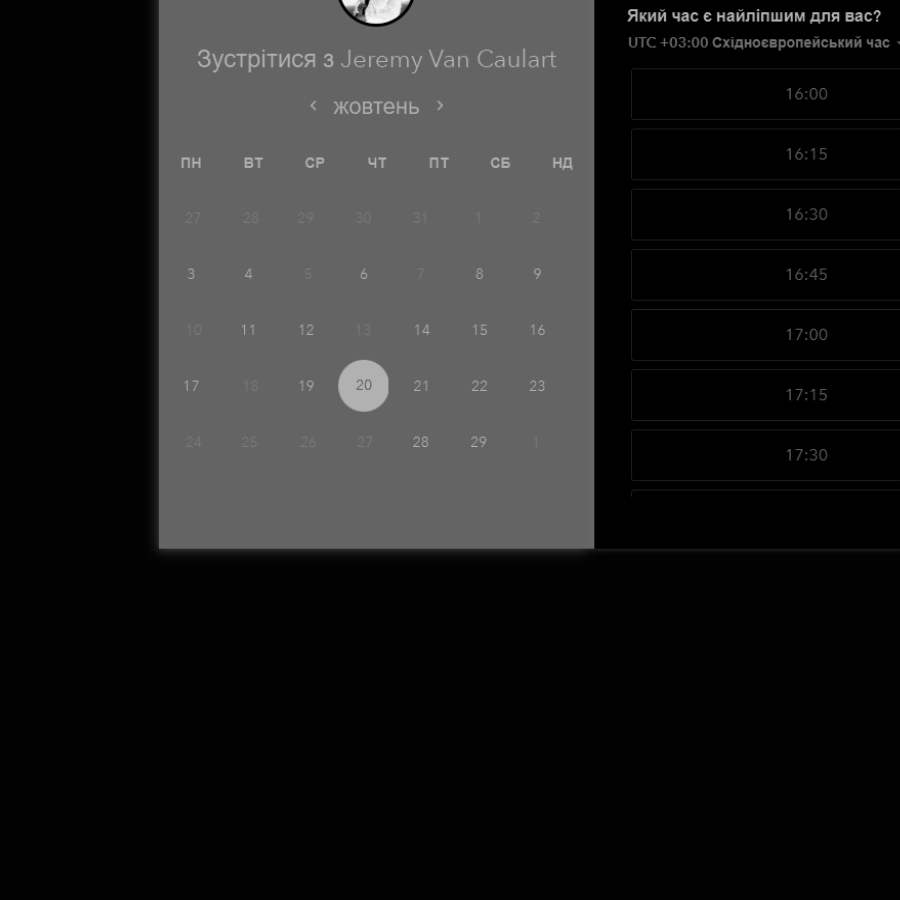 Зустрітися з Jeremy Van Caulart
жовтень
ПН ВТ СР ЧТ ПТ СБ НД
27 28 29 30 31 1 2
3 4 5 6 7 8 9
10 11 12 13 14 15 16
17 18 19 20 21 22 23
24 25 26 27 28 29 1
Який час є найліпшим для вас?
UTC +03:00 Східноєвропейський час
16:00
16:15
16:30
16:45
17:00
17:15
17:30